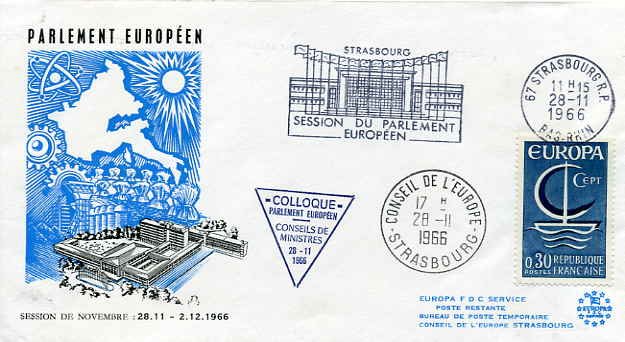 PARLEMENT EUROPÉEN
STRASBOURG
SESSION DU PARLEMENT
EUROPÉEN
67 STRASBOURG R.P.
11 H 15
28-11
1966
BAS-RHIN
EUROPA
CEPT
0,30 RÉPUBLIQUE
POSTES FRANÇAISE
COLLOQUE
PARLEMENT EUROPÉEN
CONSEILS DE
MINISTRES
28-11
1966
CONSEIL DE L'EUROPE
17 H
28-11
1966
-STRASBOURG-
SESSION DE NOVEMBRE : 28.11 - 2.12.1966
EUROPA F D C SERVICE
POSTE RESTANTE
BUREAU DE POSTE TEMPORAIRE
CONSEIL DE L'EUROPE STRASBOURG
EUROPA